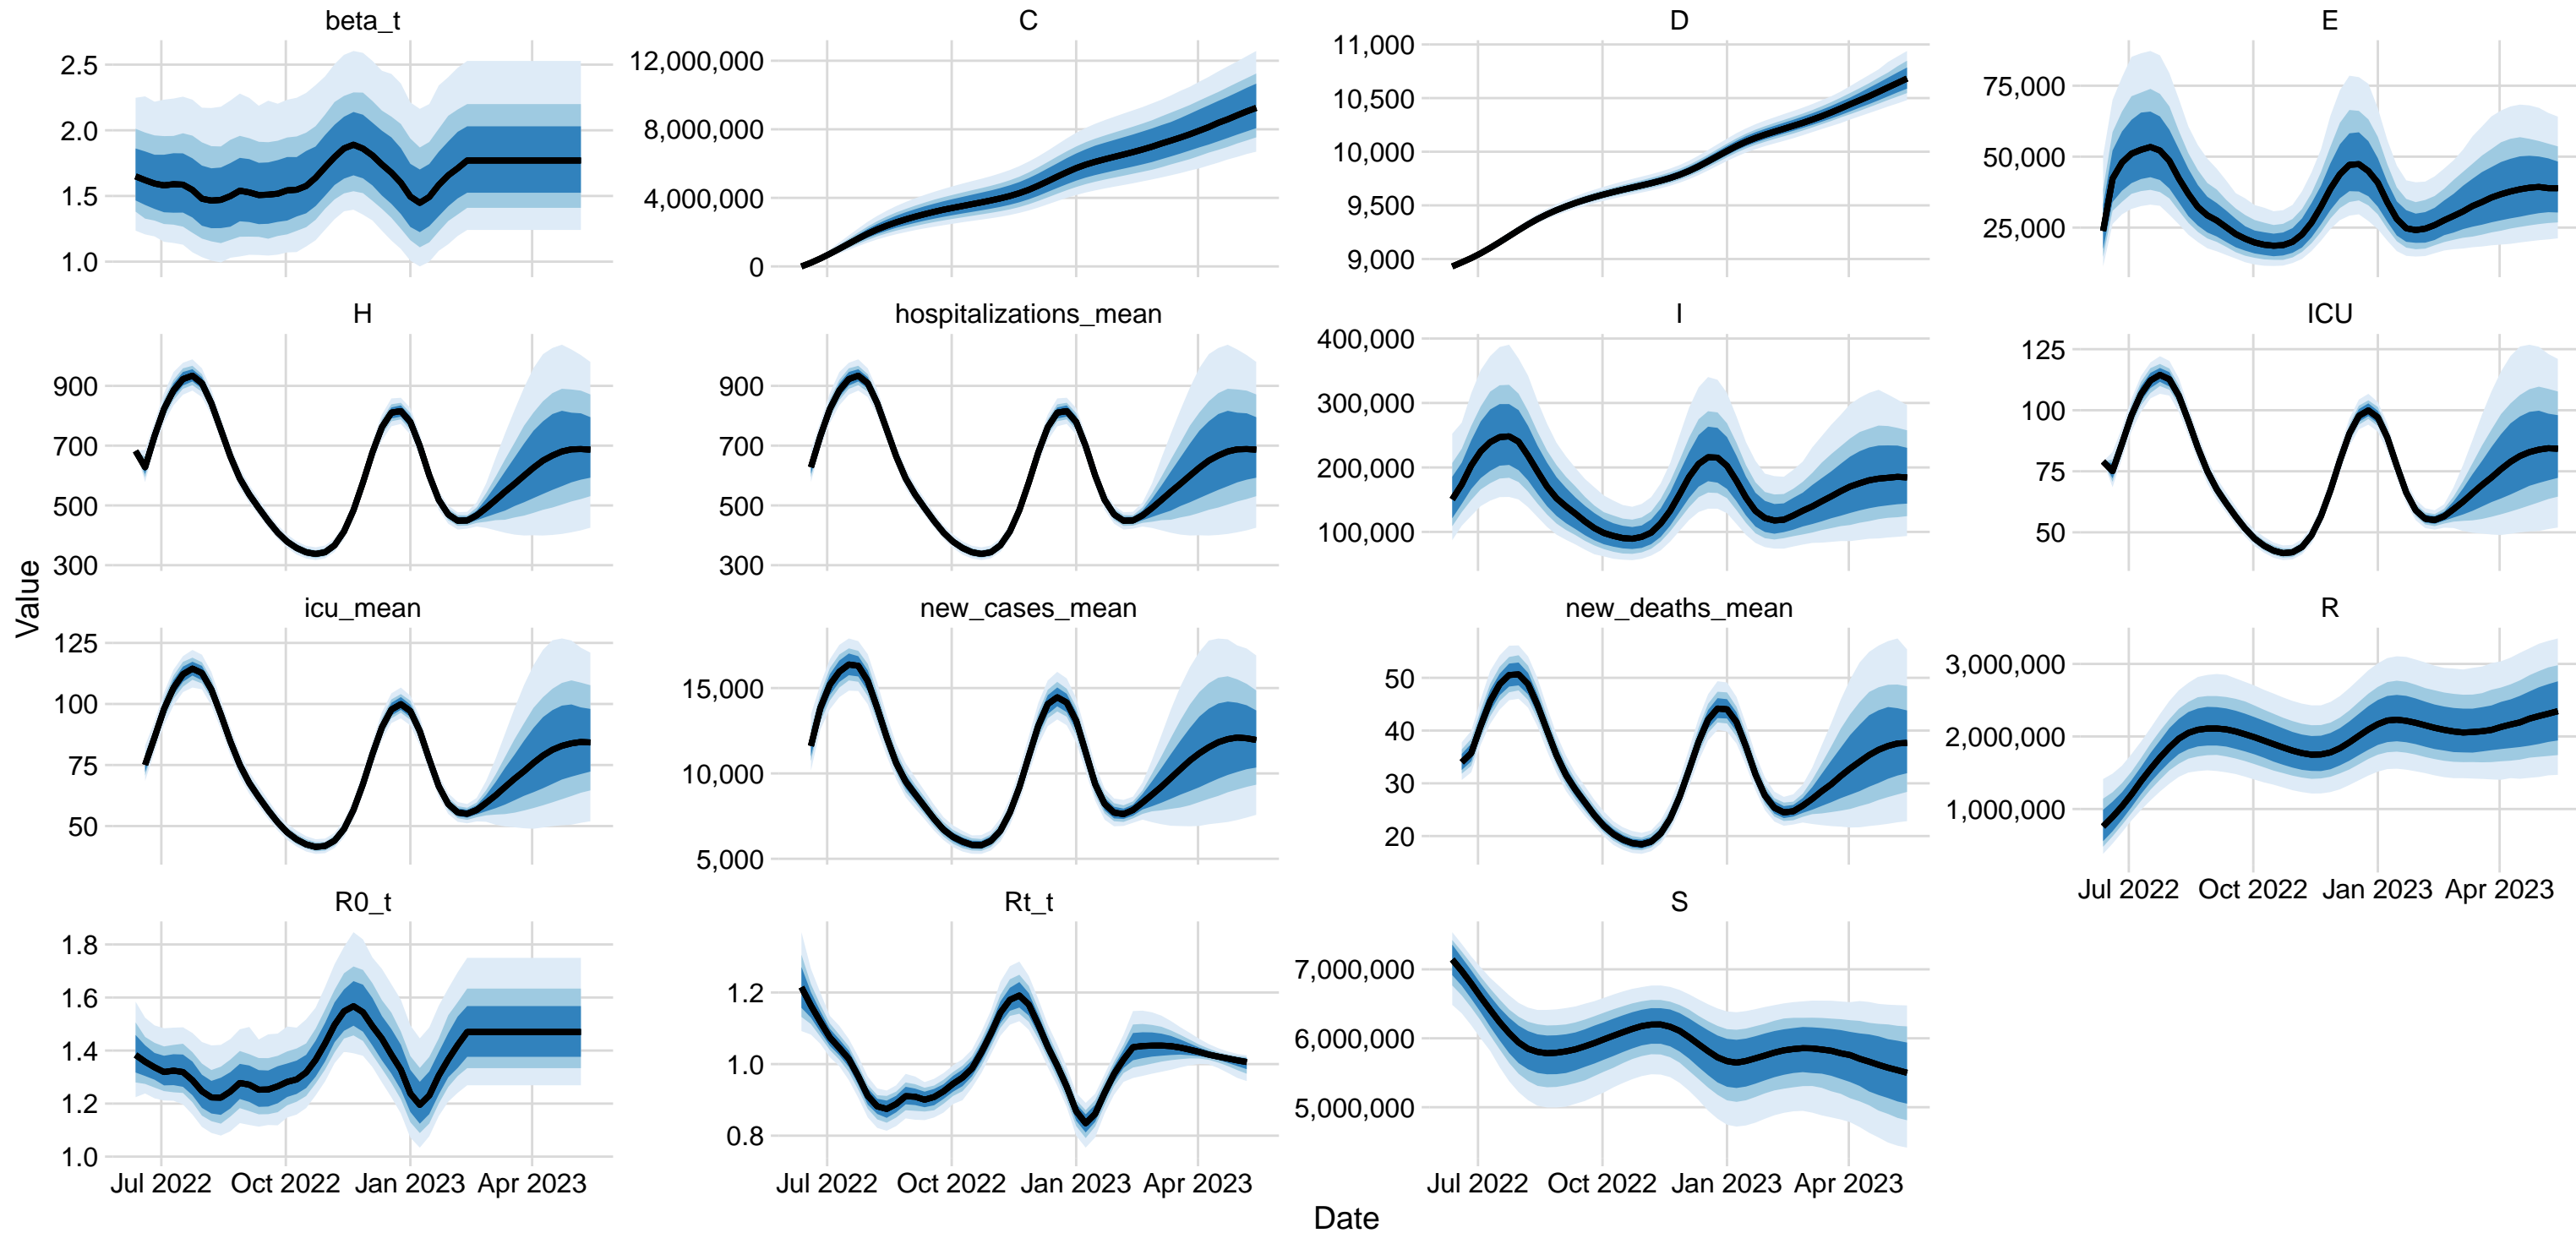 beta_t
C
D
E
2.5
2.0
1.5
1.0
12,000,000
8,000,000
4,000,000
0
11,000
10,500
10,000
9,500
9,000
75,000
50,000
25,000
H
hospitalizations_mean
I
ICU
900
700
500
300
900
700
500
300
400,000
300,000
200,000
100,000
125
100
75
50
Value
icu_mean
new_cases_mean
new_deaths_mean
R
125
100
75
50
15,000
10,000
5,000
50
40
30
20
3,000,000
2,000,000
1,000,000
Jul 2022 Oct 2022 Jan 2023 Apr 2023
R0_t
Rt_t
S
1.8
1.6
1.4
1.2
1.0
1.2
1.0
0.8
7,000,000
6,000,000
5,000,000
Jul 2022 Oct 2022 Jan 2023 Apr 2023
Jul 2022 Oct 2022 Jan 2023 Apr 2023
Jul 2022 Oct 2022 Jan 2023 Apr 2023
Date